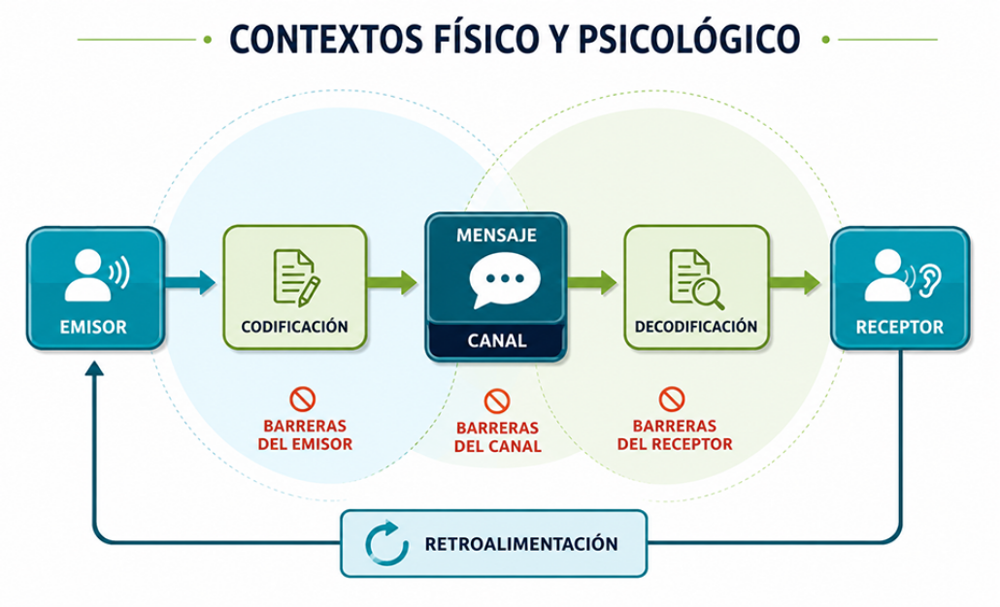 CONTEXTOS FÍSICO Y PSICOLÓGICO
EMISOR
CODIFICACIÓN
MENSAJE
CANAL
DECODIFICACIÓN
RECEPTOR
BARRERAS
DEL EMISOR
BARRERAS
DEL CANAL
BARRERAS
DEL RECEPTOR
RETROALIMENTACIÓN